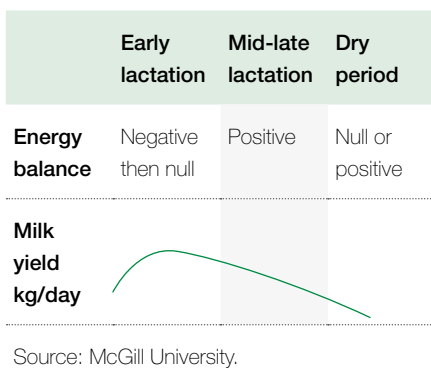 Early Mid-late Dry
lactation lactation period
Energy Negative Positive Null or
balance then null positive
Milk
yield
kg/day
Source: McGill University.